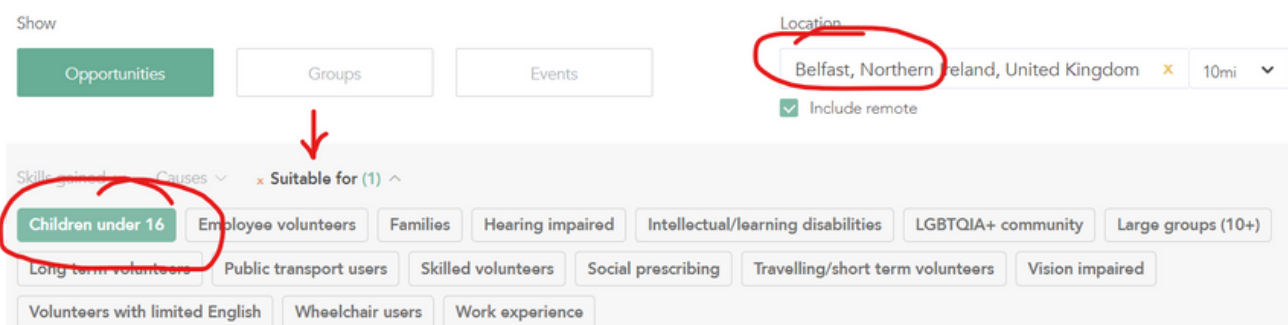 Show
Location
Opportunities Groups Events
Belfast, Northern Ireland, United Kingdom x 10mi
Include remote
Skills gained Causes x Suitable for (1)
Children under 16 Employee volunteers Families Hearing impaired Intellectual/learning disabilities LGBTQIA+ community Large groups (10+)
Long term volunteers Public transport users Skilled volunteers Social prescribing Travelling/short term volunteers Vision impaired
Volunteers with limited English Wheelchair users Work experience